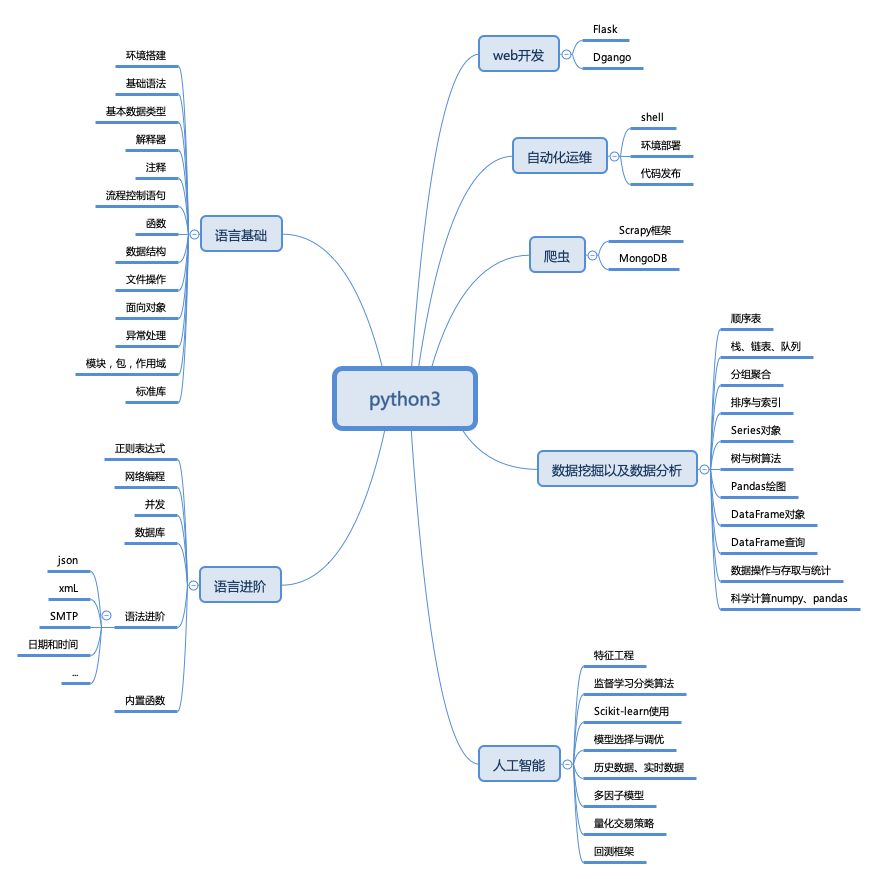 python3
语言基础
环境搭建
基础语法
基本数据类型
解释器
注释
流程控制语句
函数
数据结构
文件操作
面向对象
异常处理
模块，包，作用域
标准库
语言进阶
正则表达式
网络编程
并发
数据库
语法进阶
json
xmL
SMTP
日期和时间
...
内置函数
web开发
Flask
Dgango
自动化运维
shell
环境部署
代码发布
爬虫
Scrapy框架
MongoDB
数据挖掘以及数据分析
顺序表
栈、链表、队列
分组聚合
排序与索引
Series对象
树与树算法
Pandas绘图
DataFrame对象
DataFrame查询
数据操作与存取与统计
科学计算numpy、pandas
人工智能
特征工程
监督学习分类算法
Scikit-learn使用
模型选择与调优
历史数据、实时数据
多因子模型
量化交易策略
回测框架